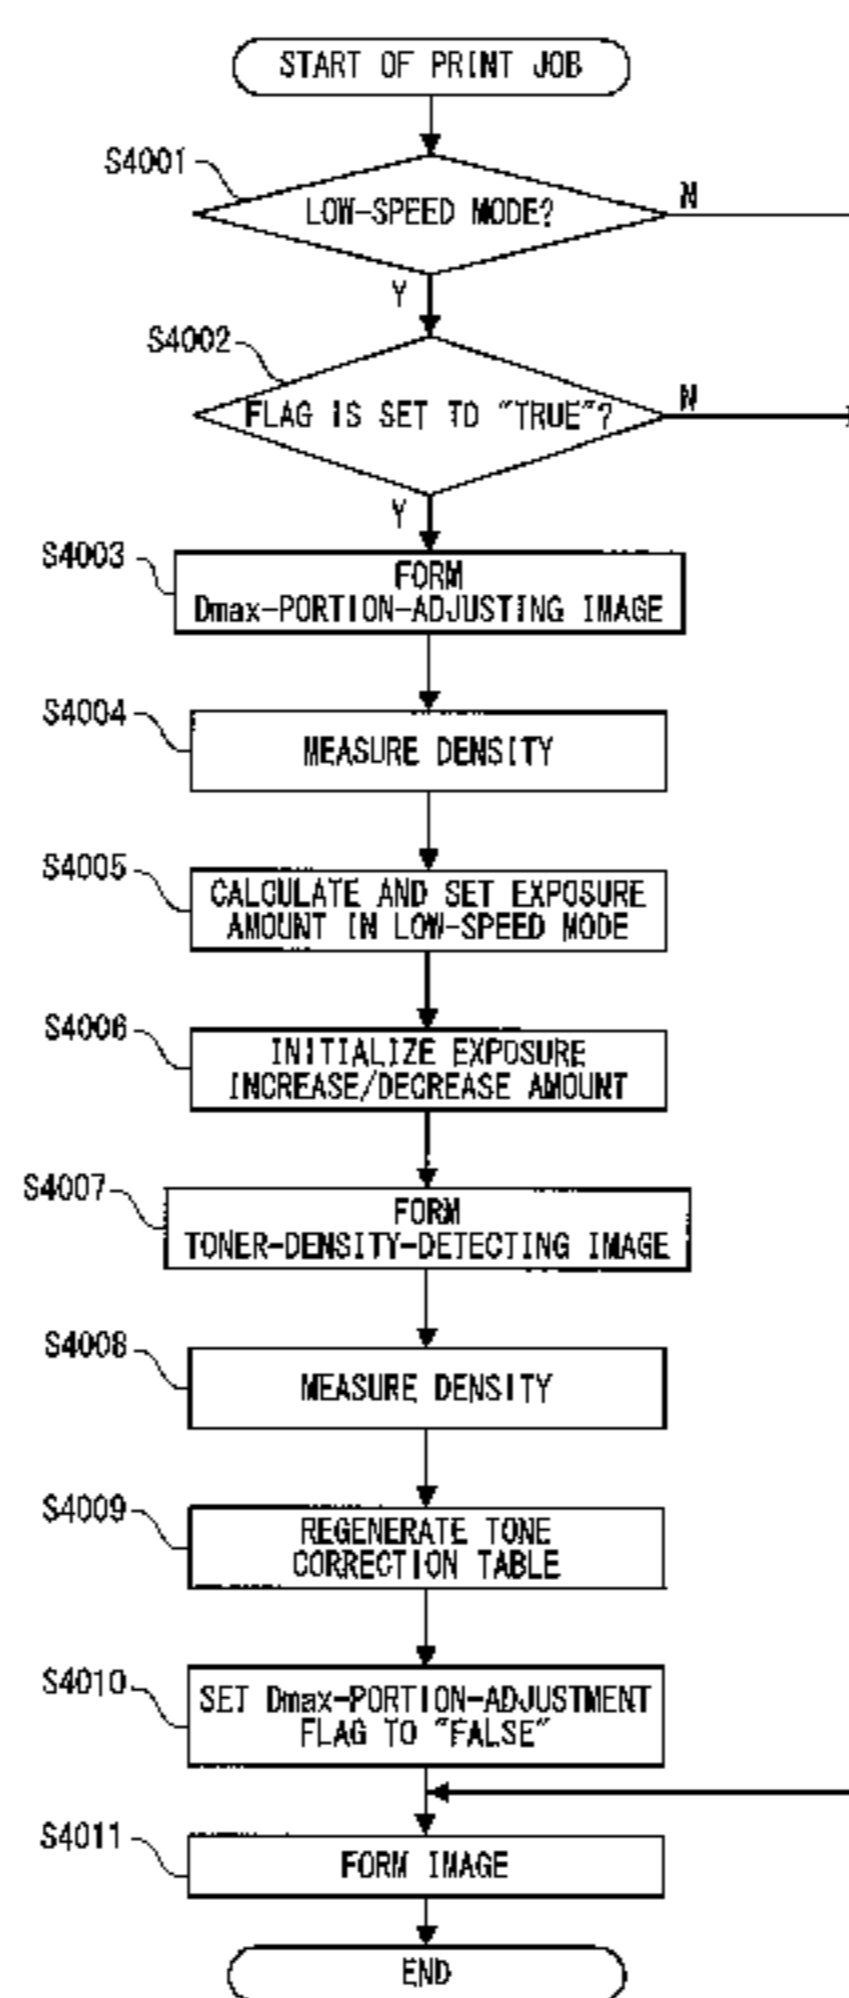 START OF PRINT JOB
S4001
LOW-SPEED MODE?
N
Y
S4002
FLAG IS SET TO "TRUE"?
N
Y
S4003
FORM
Dmax-PORTION-ADJUSTING IMAGE
S4004
MEASURE DENSITY
S4005
CALCULATE AND SET EXPOSURE
AMOUNT IN LOW-SPEED MODE
S4006
INITIALIZE EXPOSURE
INCREASE/DECREASE AMOUNT
S4007
FORM
TONER-DENSITY-DETECTING IMAGE
S4008
MEASURE DENSITY
S4009
REGENERATE TONE
CORRECTION TABLE
S4010
SET Dmax-PORTION-ADJUSTMENT
FLAG TO "FALSE"
S4011
FORM IMAGE
END